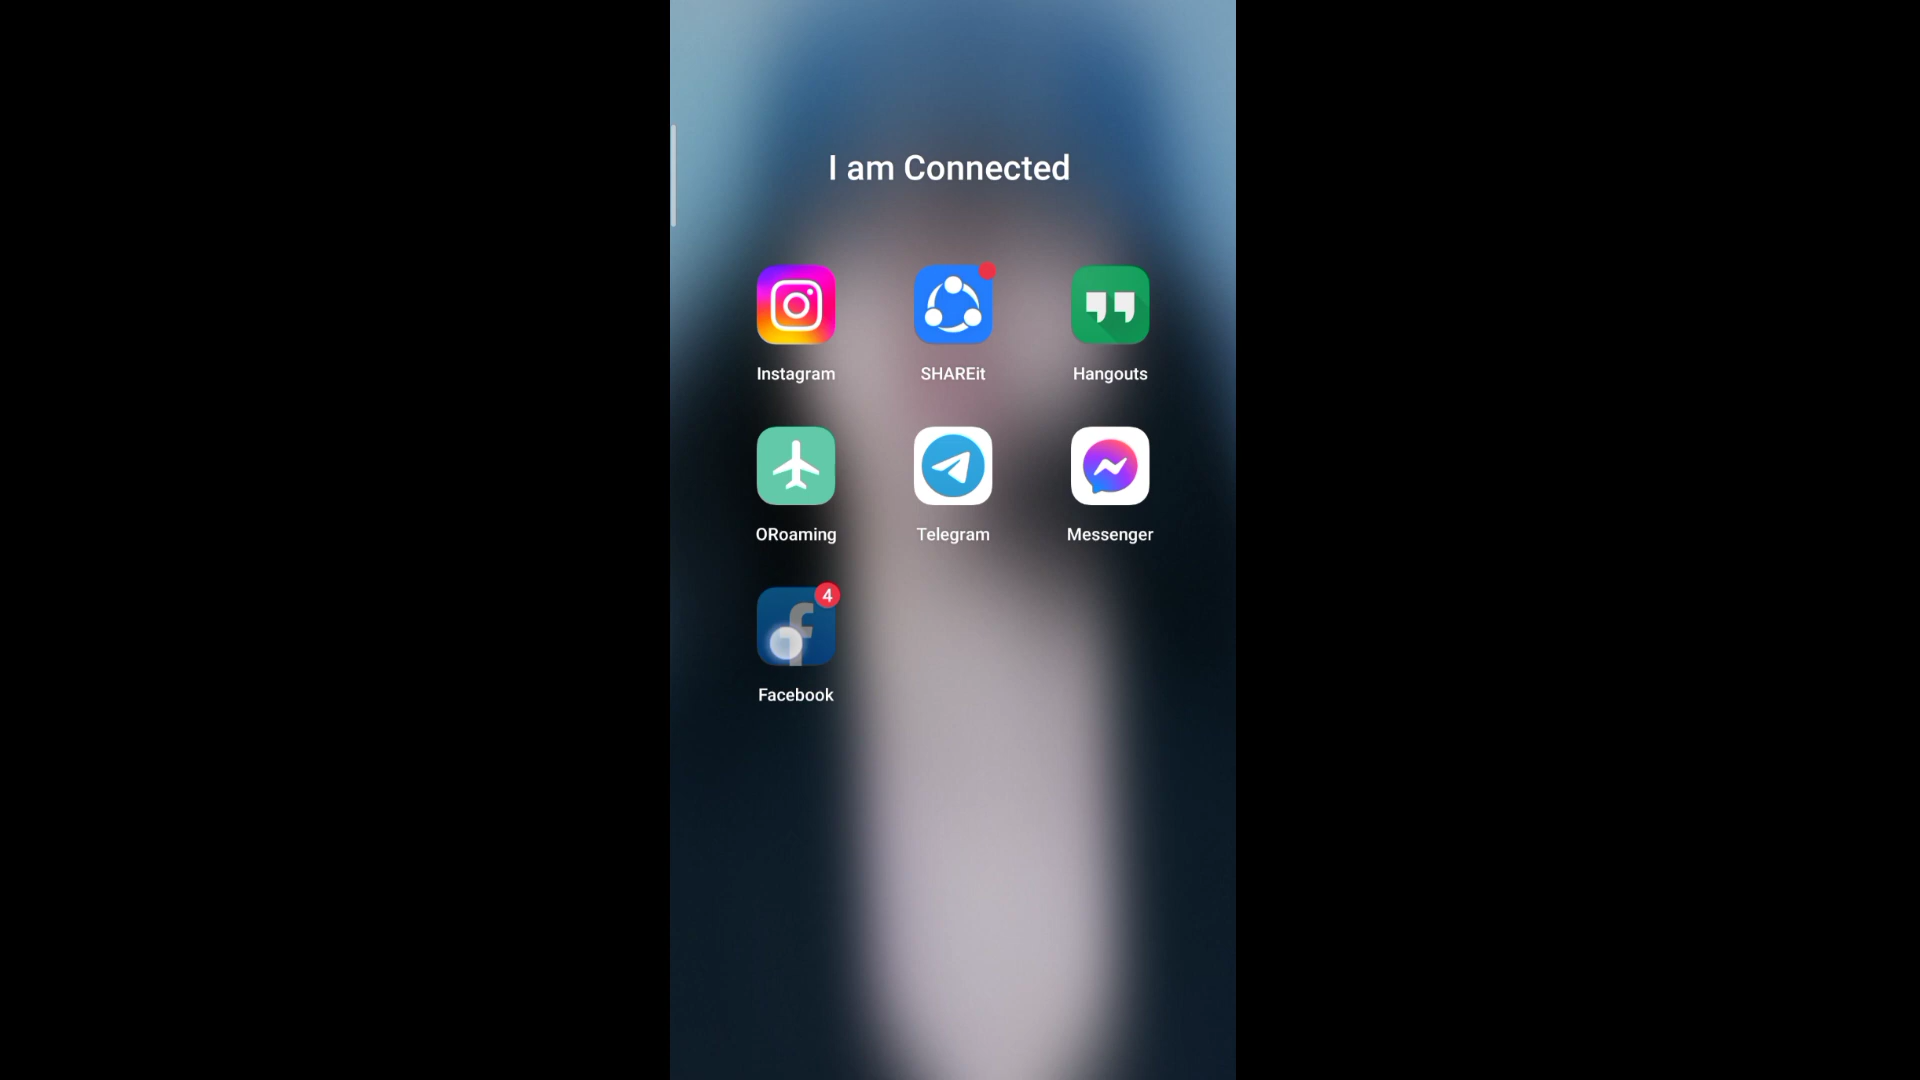 I am Connected
Instagram
SHAREit
Hangouts
ORoaming
Telegram
Messenger
4
Facebook